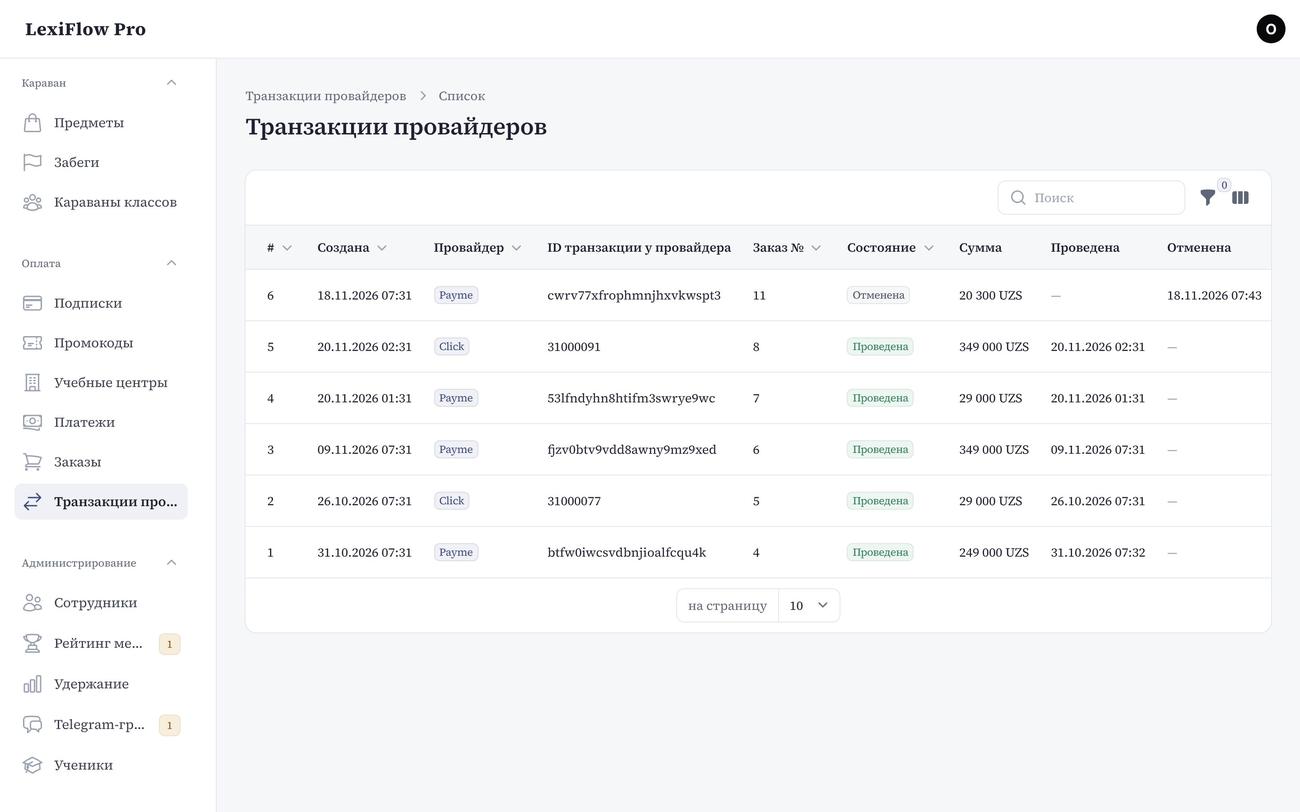 LexiFlow Pro
O
Караван
Предметы
Забеги
Караваны классов
Оплата
Подписки
Промокоды
Учебные центры
Платежи
Заказы
Транзакции про...
Администрирование
Сотрудники
Рейтинг ме... 1
Удержание
Telegram-гр... 1
Ученики
Транзакции провайдеров > Список
Транзакции провайдеров
Поиск
0
# Создана Провайдер ID транзакции у провайдера Заказ № Состояние Сумма Проведена Отменена
6 18.11.2026 07:31 Payme cwrv77xfrophmnjhxvkwspt3 11 Отменена 20 300 UZS — 18.11.2026 07:43
5 20.11.2026 02:31 Click 31000091 8 Проведена 349 000 UZS 20.11.2026 02:31 —
4 20.11.2026 01:31 Payme 53lfndyhn8htifm3swrye9wc 7 Проведена 29 000 UZS 20.11.2026 01:31 —
3 09.11.2026 07:31 Payme fjzv0btv9vdd8awny9mz9xed 6 Проведена 349 000 UZS 09.11.2026 07:31 —
2 26.10.2026 07:31 Click 31000077 5 Проведена 29 000 UZS 26.10.2026 07:31 —
1 31.10.2026 07:31 Payme btfw0iwcsvdbnjioalfcqu4k 4 Проведена 249 000 UZS 31.10.2026 07:32 —
на страницу 10